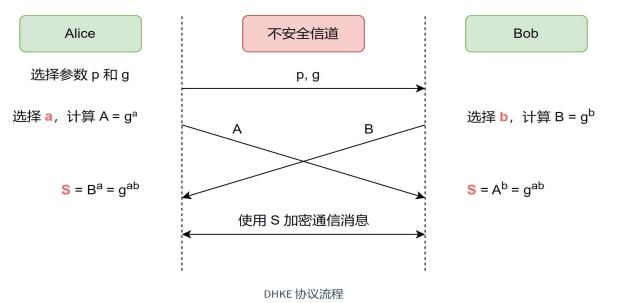 Alice
不安全信道
Bob
选择参数 p 和 g
p, g
选择 a，计算 A = gᵃ
A
B
选择 b，计算 B = gᵇ
S = Bᵃ = gᵃᵇ
S = Aᵇ = gᵃᵇ
使用 S 加密通信消息
DHKE 协议流程